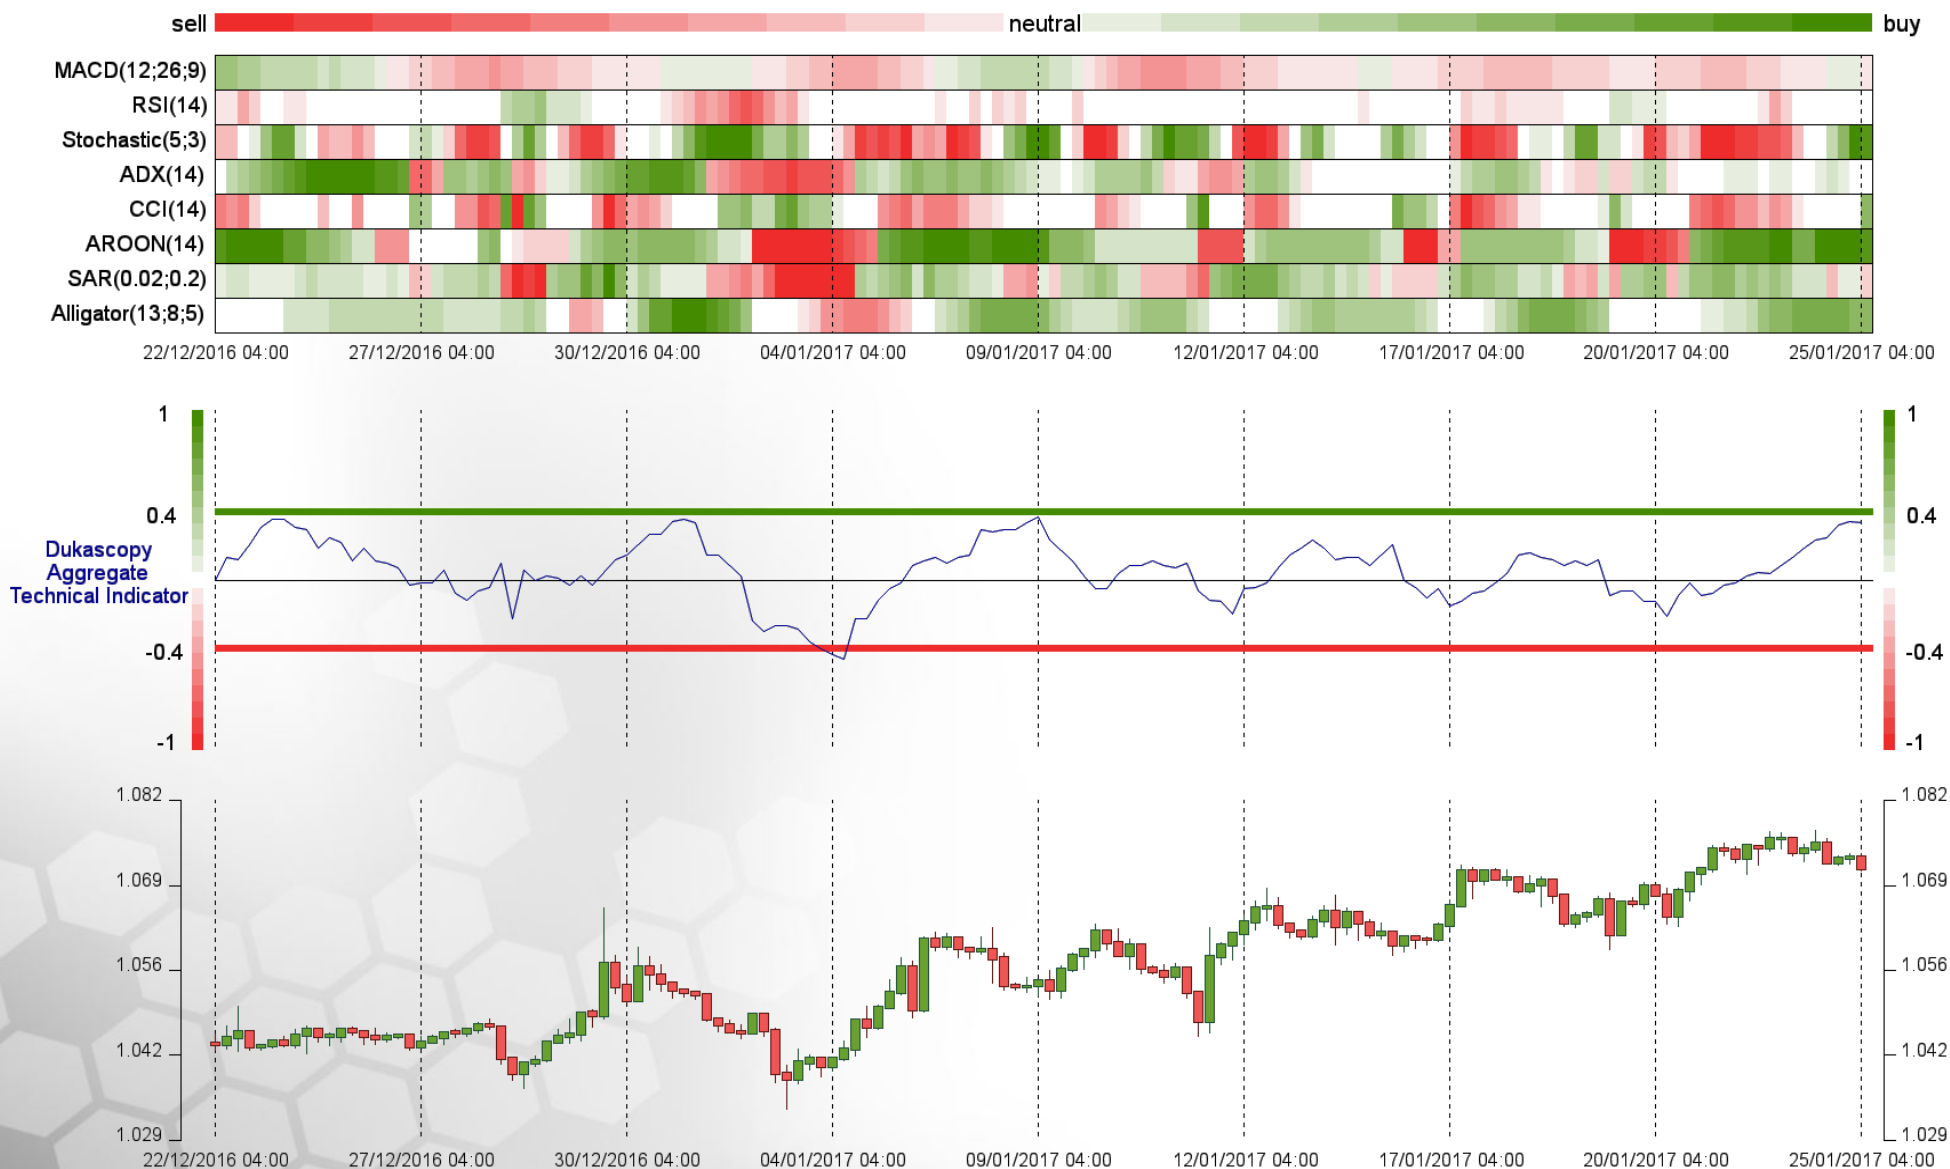 sell neutral buy
MACD(12;26;9)
RSI(14)
Stochastic(5;3)
ADX(14)
CCI(14)
AROON(14)
SAR(0.02;0.2)
Alligator(13;8;5)
22/12/2016 04:00 27/12/2016 04:00 30/12/2016 04:00 04/01/2017 04:00 09/01/2017 04:00 12/01/2017 04:00 17/01/2017 04:00 20/01/2017 04:00 25/01/2017 04:00
1 1
0.4 0.4
Dukascopy
Aggregate
Technical Indicator
-0.4 -0.4
-1 -1
1.082 1.082
1.069 1.069
1.056 1.056
1.042 1.042
1.029 1.029
22/12/2016 04:00 27/12/2016 04:00 30/12/2016 04:00 04/01/2017 04:00 09/01/2017 04:00 12/01/2017 04:00 17/01/2017 04:00 20/01/2017 04:00 25/01/2017 04:00